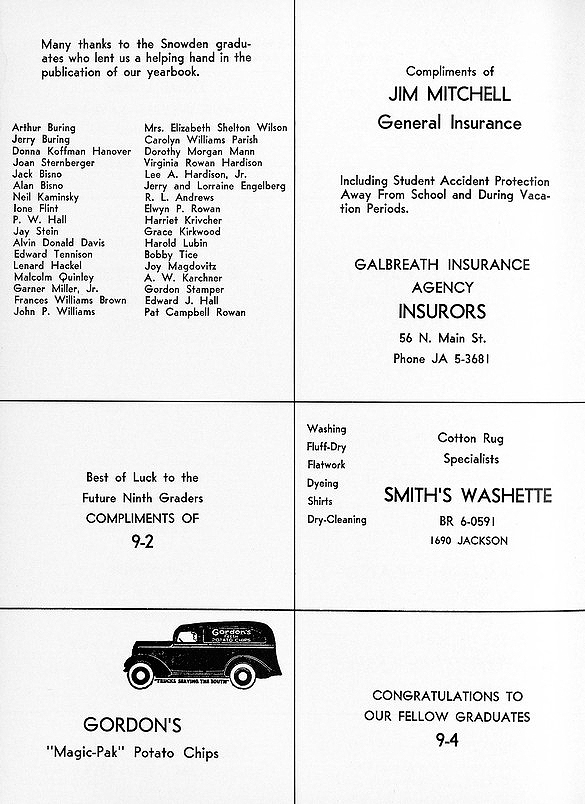 Many thanks to the Snowden gradu-
ates who lent us a helping hand in the
publication of our yearbook.
Arthur Buring
Jerry Buring
Donna Koffman Hanover
Joan Sternberger
Jack Bisno
Alan Bisno
Neil Kaminsky
Ione Flint
P. W. Hall
Jay Stein
Alvin Donald Davis
Edward Tennison
Lenard Hackel
Malcolm Quinley
Garner Miller, Jr.
Frances Williams Brown
John P. Williams
Mrs. Elizabeth Shelton Wilson
Carolyn Williams Parish
Dorothy Morgan Mann
Virginia Rowan Hardison
Lee A. Hardison, Jr.
Jerry and Lorraine Engelberg
R. L. Andrews
Elwyn P. Rowan
Harriet Krivcher
Grace Kirkwood
Harold Lubin
Bobby Tice
Joy Magdovitz
A. W. Karchner
Gordon Stamper
Edward J. Hall
Pat Campbell Rowan
Compliments of
JIM MITCHELL
General Insurance
Including Student Accident Protection
Away From School and During Vaca-
tion Periods.
GALBREATH INSURANCE
AGENCY
INSURORS
56 N. Main St.
Phone JA 5-3681
Best of Luck to the
Future Ninth Graders
COMPLIMENTS OF
9-2
Washing
Fluff-Dry
Flatwork
Dyeing
Shirts
Dry-Cleaning
Cotton Rug
Specialists
SMITH'S WASHETTE
BR 6-0591
1690 JACKSON
Gordon's
POTATO CHIPS
"TRUCKS SERVING THE SOUTH"
GORDON'S
"Magic-Pak" Potato Chips
CONGRATULATIONS TO
OUR FELLOW GRADUATES
9-4